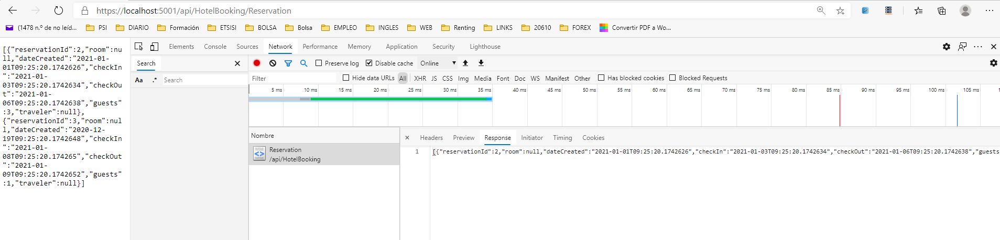 https://localhost:5001/api/HotelBooking/Reservation
(1478 n.º de no leíd... PSI DIARIO Formación ETSISI BOLSA Bolsa EMPLEO INGLES WEB Renting LINKS 20610 FOREX Convertir PDF a Wo...
[{"reservationId":2,"room":nu
ll,"dateCreated":"2021-01-
01T09:25:20.1742626","checkIn
":"2021-01-
03T09:25:20.1742634","checkOu
t":"2021-01-
06T09:25:20.1742638","guests"
:3,"traveler":null},
{"reservationId":3,"room":nul
l,"dateCreated":"2020-12-
19T09:25:20.1742648","checkIn
":"2021-01-
08T09:25:20.174265","checkOut
":"2021-01-
09T09:25:20.1742652","guests"
:1,"traveler":null}]
Elements Console Sources Network Performance Memory Application Security Lighthouse
Search
Aa .* Search
Preserve log Disable cache Online
Filter Hide data URLs All XHR JS CSS Img Media Font Doc WS Manifest Other Has blocked cookies Blocked Requests
5 ms 10 ms 15 ms 20 ms 25 ms 30 ms 35 ms 40 ms 45 ms 50 ms 55 ms 60 ms 65 ms 70 ms 75 ms 80 ms 85 ms 90 ms 95 ms 100 ms 105 ms 1
Nombre
Reservation
/api/HotelBooking
Headers Preview Response Initiator Timing Cookies
1 [{"reservationId":2,"room":null,"dateCreated":"2021-01-01T09:25:20.1742626","checkIn":"2021-01-03T09:25:20.1742634","checkOut":"2021-01-06T09:25:20.1742638","guests